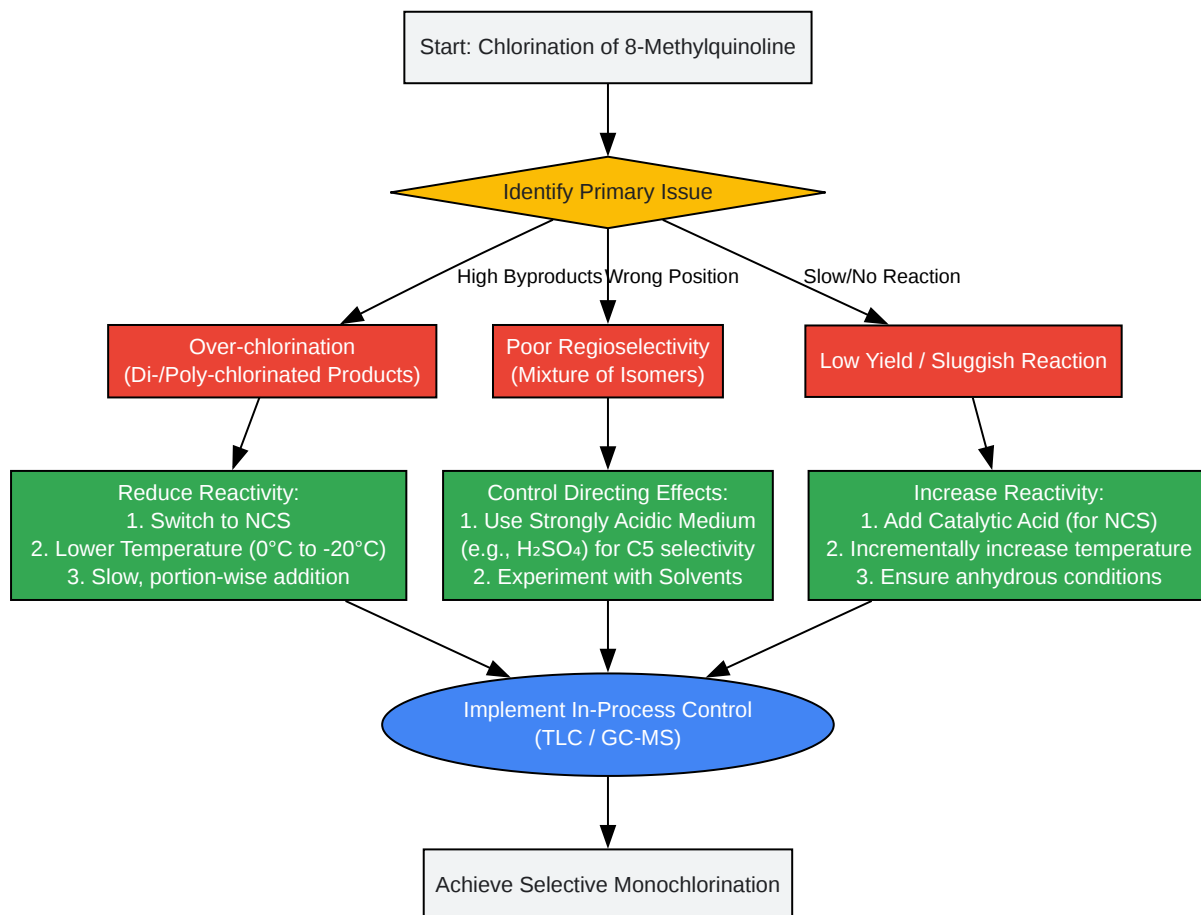 Start: Chlorination of 8-Methylquinoline
Identify Primary Issue
High Byproducts
Wrong Position
Slow/No Reaction
Over-chlorination
(Di-/Poly-chlorinated Products)
Poor Regioselectivity
(Mixture of Isomers)
Low Yield / Sluggish Reaction
Reduce Reactivity:
1. Switch to NCS
2. Lower Temperature (0°C to -20°C)
3. Slow, portion-wise addition
Control Directing Effects:
1. Use Strongly Acidic Medium
(e.g., H₂SO₄) for C5 selectivity
2. Experiment with Solvents
Increase Reactivity:
1. Add Catalytic Acid (for NCS)
2. Incrementally increase temperature
3. Ensure anhydrous conditions
Implement In-Process Control
(TLC / GC-MS)
Achieve Selective Monochlorination